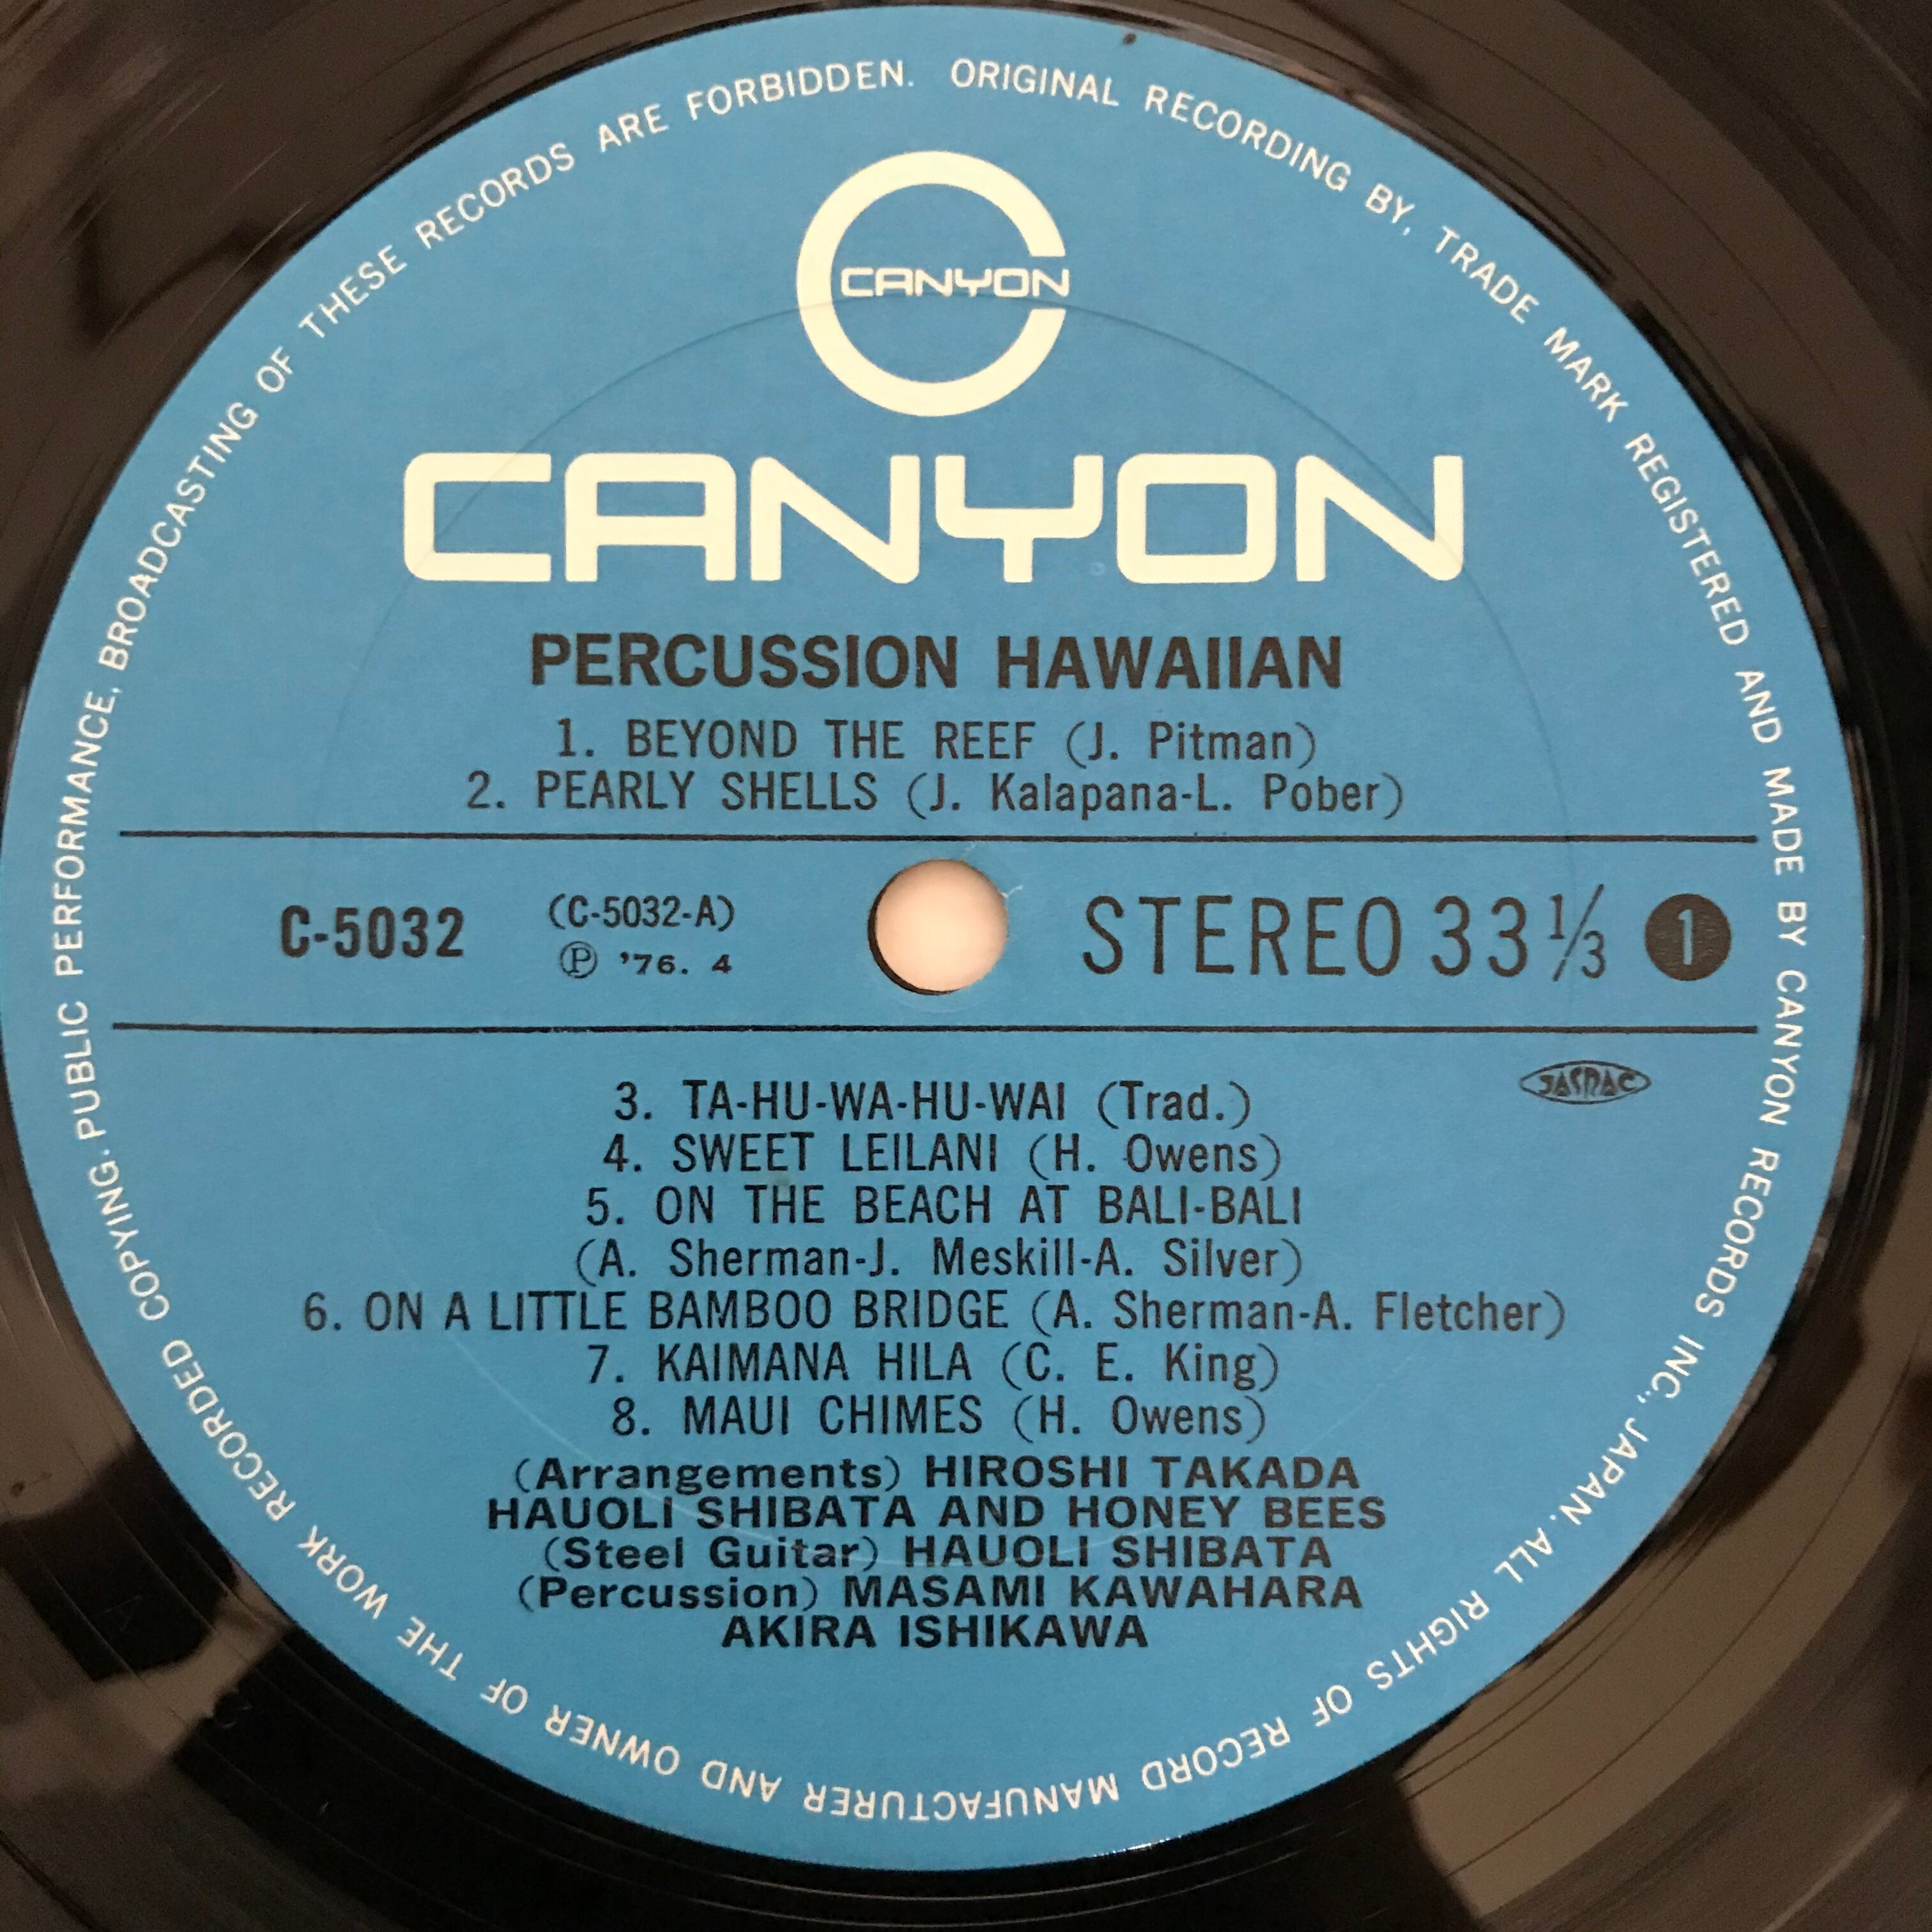 CANYON
CANYON
PERCUSSION HAWAIIAN
1. BEYOND THE REEF (J. Pitman)
2. PEARLY SHELLS (J. Kalapana-L. Pober)
C-5032
(C-5032-A)
Ⓟ '76. 4
STEREO 33 1/3 1
JASRAC
3. TA-HU-WA-HU-WAI (Trad.)
4. SWEET LEILANI (H. Owens)
5. ON THE BEACH AT BALI-BALI
(A. Sherman-J. Meskill-A. Silver)
6. ON A LITTLE BAMBOO BRIDGE (A. Sherman-A. Fletcher)
7. KAIMANA HILA (C. E. King)
8. MAUI CHIMES (H. Owens)
(Arrangements) HIROSHI TAKADA
HAUOLI SHIBATA AND HONEY BEES
(Steel Guitar) HAUOLI SHIBATA
(Percussion) MASAMI KAWAHARA
AKIRA ISHIKAWA
ORIGINAL RECORDING BY, TRADE MARK REGISTERED AND MADE BY CANYON RECORDS INC., JAPAN. ALL RIGHTS OF RECORD MANUFACTURER AND OWNER OF THE WORK RECORDED COPYING. PUBLIC PERFORMANCE, BROADCASTING OF THESE RECORDS ARE FORBIDDEN.